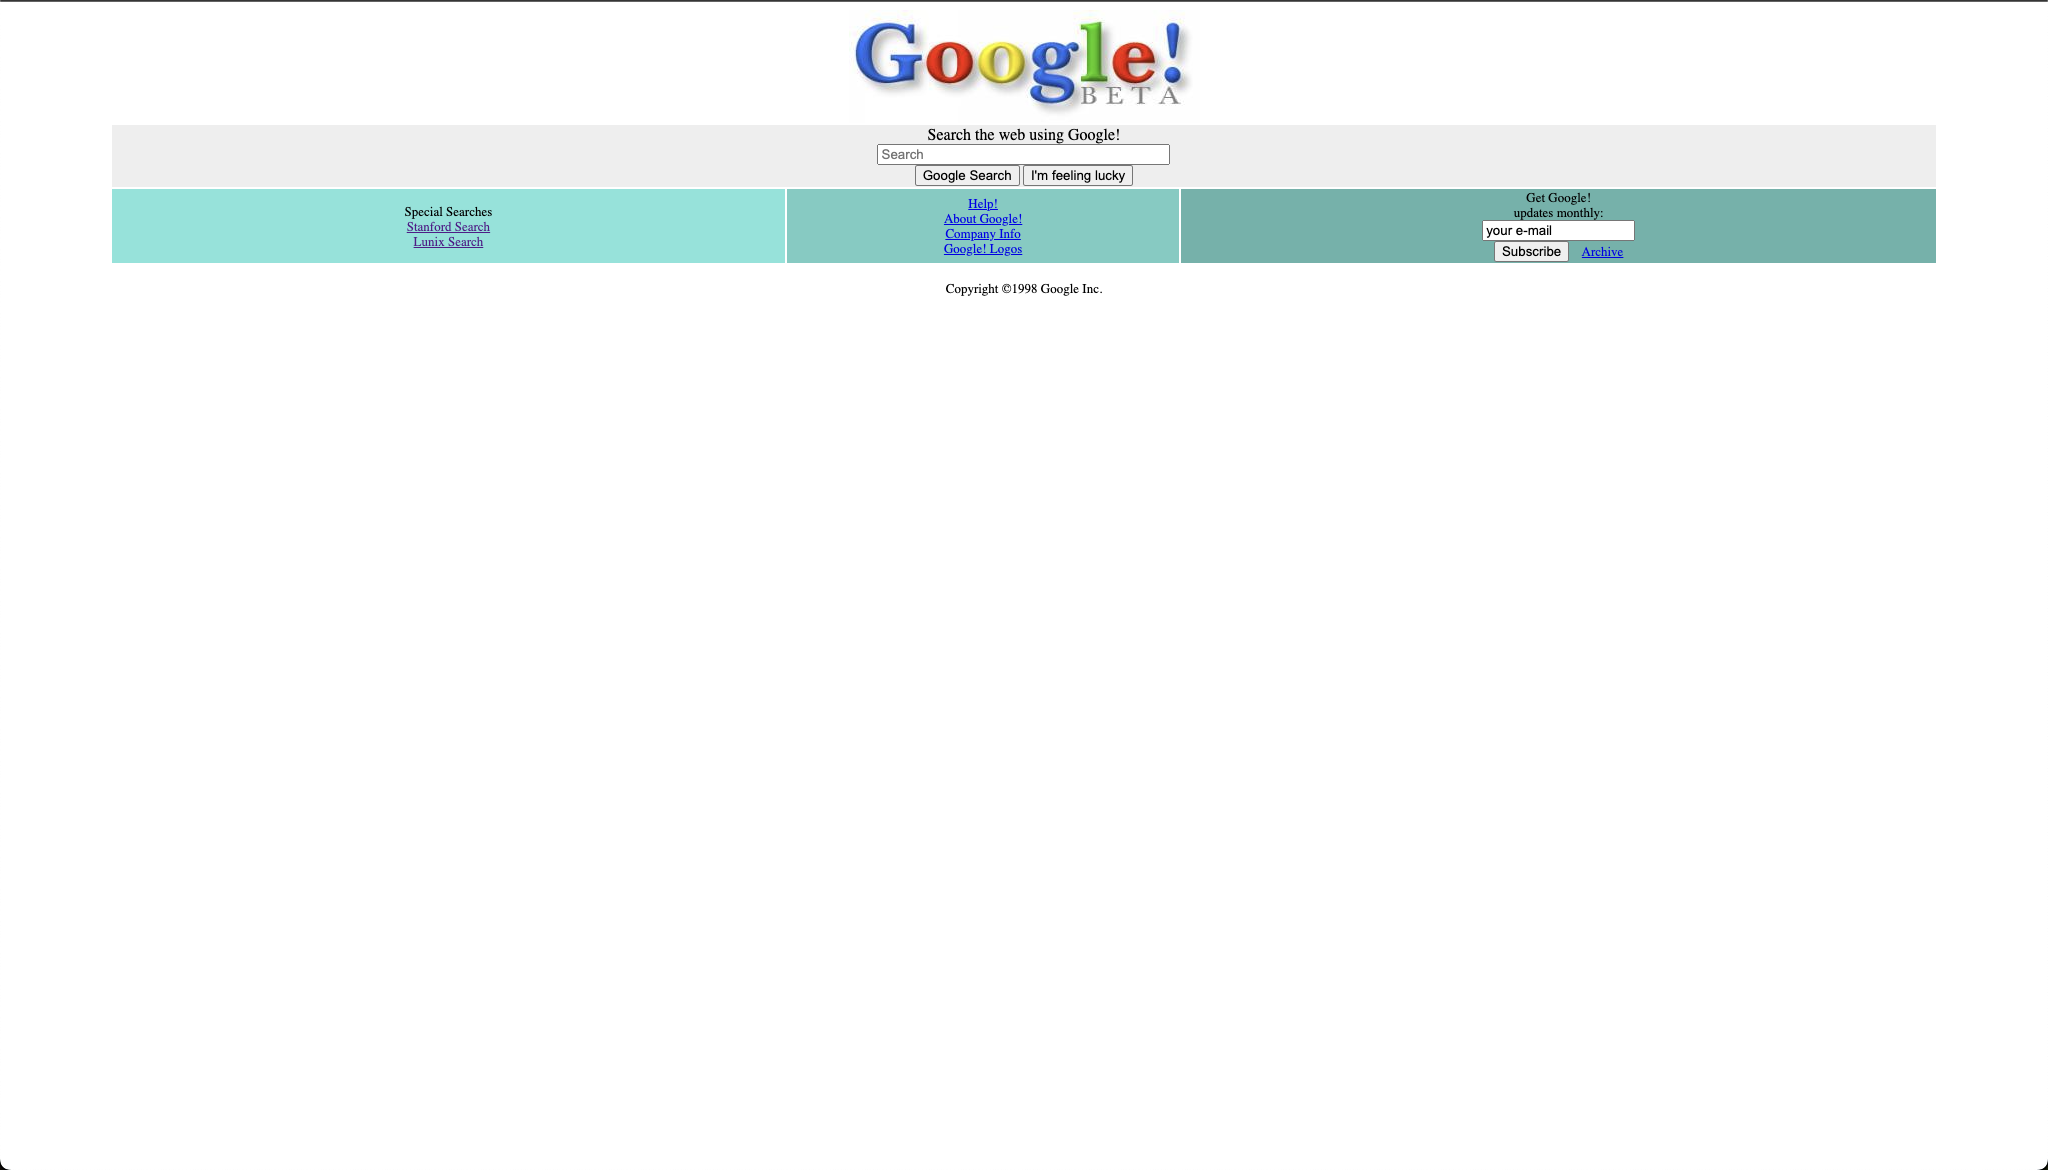 Google!
BETA
Search the web using Google!
Search
Google Search I'm feeling lucky
Special Searches
Stanford Search
Lunix Search
Help!
About Google!
Company Info
Google! Logos
Get Google!
updates monthly:
your e-mail
Subscribe Archive
Copyright ©1998 Google Inc.